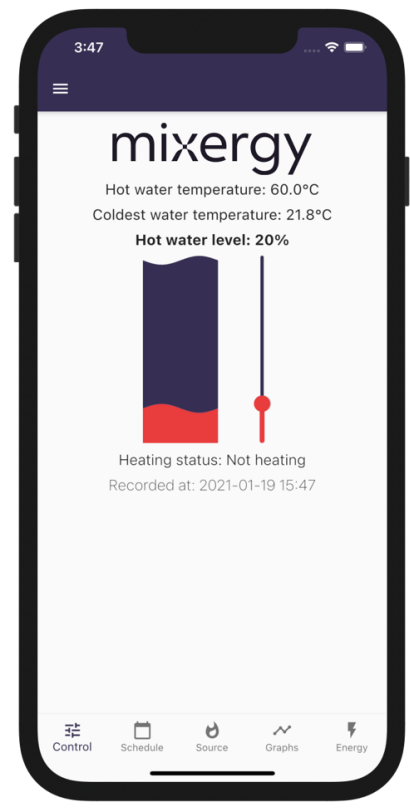 3:47
mixergy
Hot water temperature: 60.0°C
Coldest water temperature: 21.8°C
Hot water level: 20%
Heating status: Not heating
Recorded at: 2021-01-19 15:47
Control Schedule Source Graphs Energy